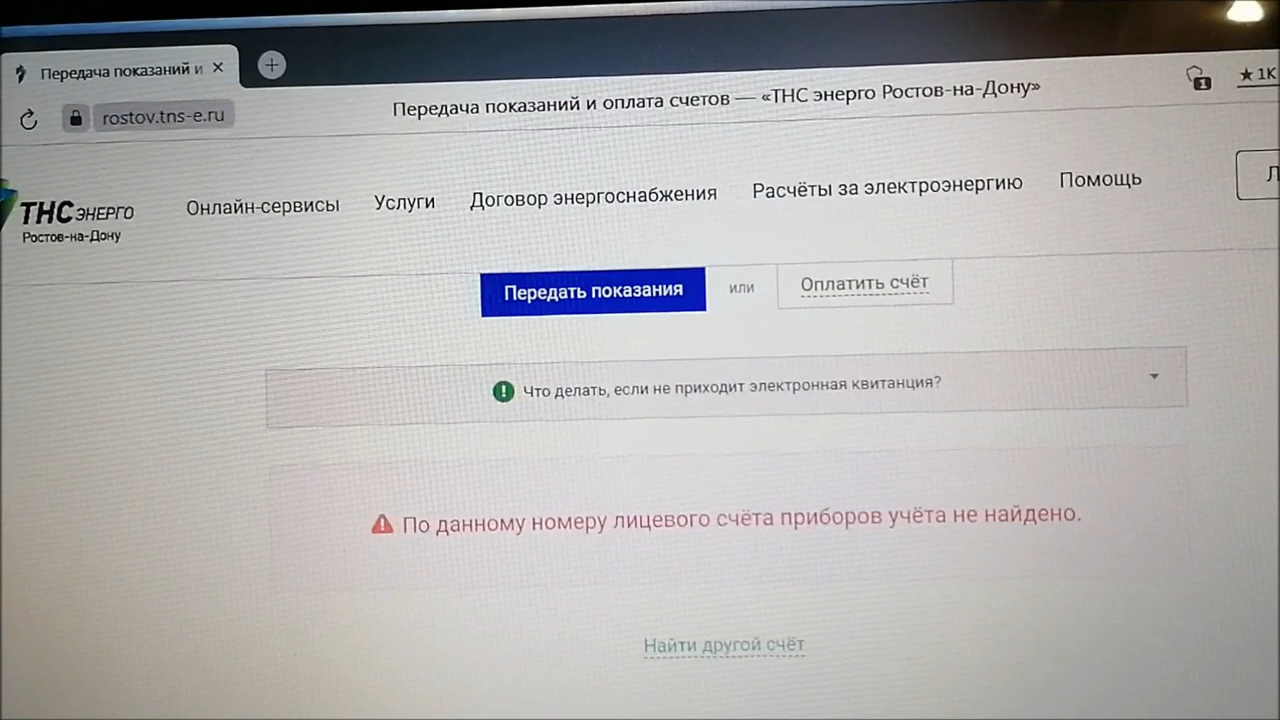 Передача показаний и
rostov.tns-e.ru
Передача показаний и оплата счетов — «ТНС энерго Ростов-на-Дону»
1
★ 1K
ТНС энерго
Ростов-на-Дону
Онлайн-сервисы
Услуги
Договор энергоснабжения
Расчёты за электроэнергию
Помощь
Передать показания
или
Оплатить счёт
Что делать, если не приходит электронная квитанция?
По данному номеру лицевого счёта приборов учёта не найдено.
Найти другой счёт